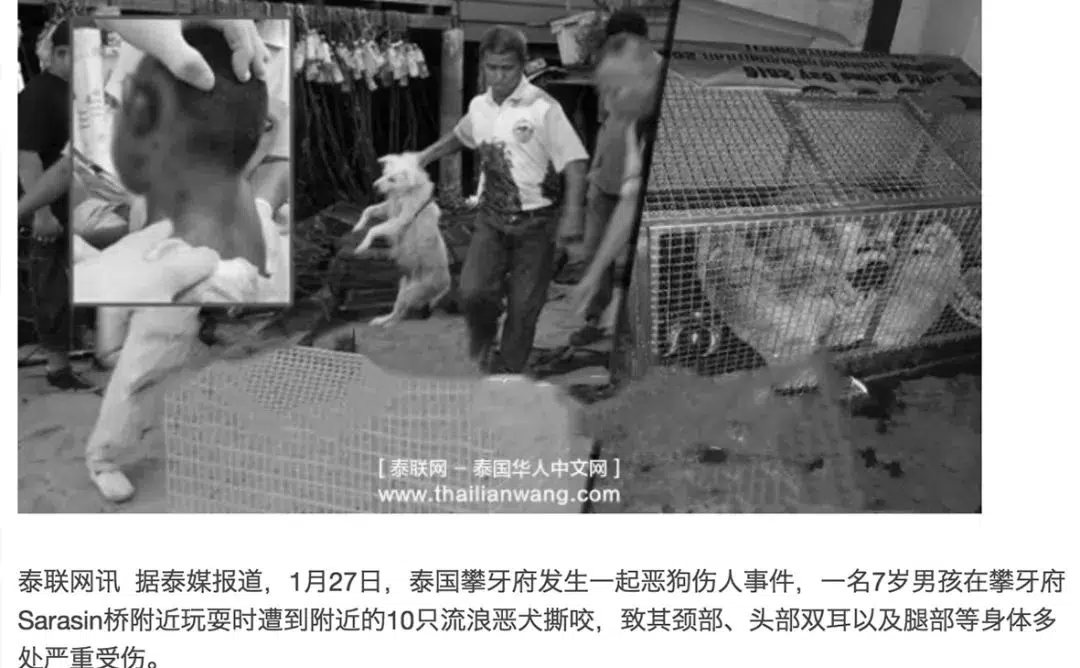 [ 泰联网 – 泰国华人中文网 ]
www.thailianwang.com
泰联网讯 据泰媒报道，1月27日，泰国攀牙府发生一起恶狗伤人事件，一名7岁男孩在攀牙府
Sarasin桥附近玩耍时遭到附近的10只流浪恶犬撕咬，致其颈部、头部双耳以及腿部等身体多
处严重受伤。